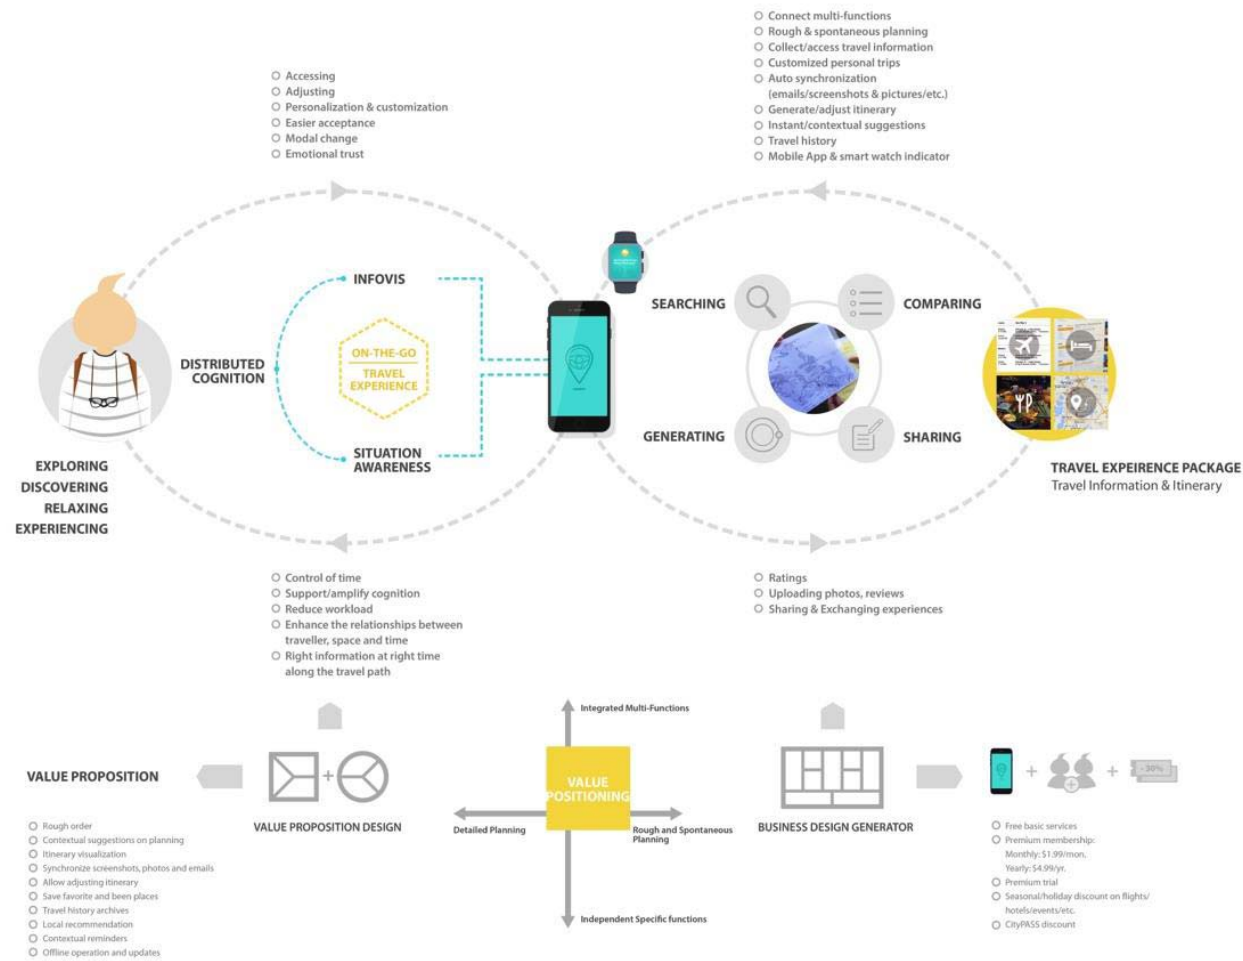 Connect multi-functions
Rough & spontaneous planning
Collect/access travel information
Customized personal trips
Auto synchronization
(emails/screenshots & pictures/etc.)
Generate/adjust itinerary
Instant/contextual suggestions
Travel history
Mobile App & smart watch indicator
Accessing
Adjusting
Personalization & customization
Easier acceptance
Modal change
Emotional trust
INFOVIS
DISTRIBUTED
COGNITION
ON-THE-GO
TRAVEL
EXPERIENCE
SITUATION
AWARENESS
SEARCHING
COMPARING
GENERATING
SHARING
EXPLORING
DISCOVERING
RELAXING
EXPERIENCING
TRAVEL EXPEIRENCE PACKAGE
Travel Information & Itinerary
Control of time
Support/amplify cognition
Reduce workload
Enhance the relationships between
traveller, space and time
Right information at right time
along the travel path
Ratings
Uploading photos, reviews
Sharing & Exchanging experiences
VALUE PROPOSITION
Rough order
Contextual suggestions on planning
Itinerary visualization
Synchronize screenshots, photos and emails
Allow adjusting itinerary
Save favorite and been places
Travel history archives
Local recommendation
Contextual reminders
Offline operation and updates
+
VALUE PROPOSITION DESIGN
Integrated Multi-Functions
VALUE
POSITIONING
Detailed Planning
Rough and Spontaneous
Planning
Independent Specific functions
BUSINESS DESIGN GENERATOR
+
+
- 30%
Free basic services
Premium membership:
Monthly: $1.99/mon.
Yearly: $4.99/yr.
Premium trial
Seasonal/holiday discount on flights/
hotels/events/etc.
CityPASS discount